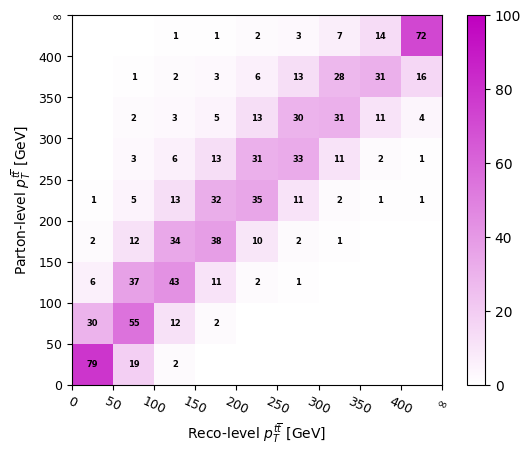 ∞ 1 1 2 3 7 14 72 100
400
1 2 3 6 13 28 31 16
350
2 3 5 13 30 31 11 4 80
300
3 6 13 31 33 11 2 1
250
1 5 13 32 35 11 2 1 1 60
200
2 12 34 38 10 2 1
150 40
6 37 43 11 2 1
100
30 55 12 2 20
50
79 19 2
0 0
0 50 100 150 200 250 300 350 400 ∞
Parton-level $p_T^{t\bar{t}}$ [GeV]
Reco-level $p_T^{t\bar{t}}$ [GeV]